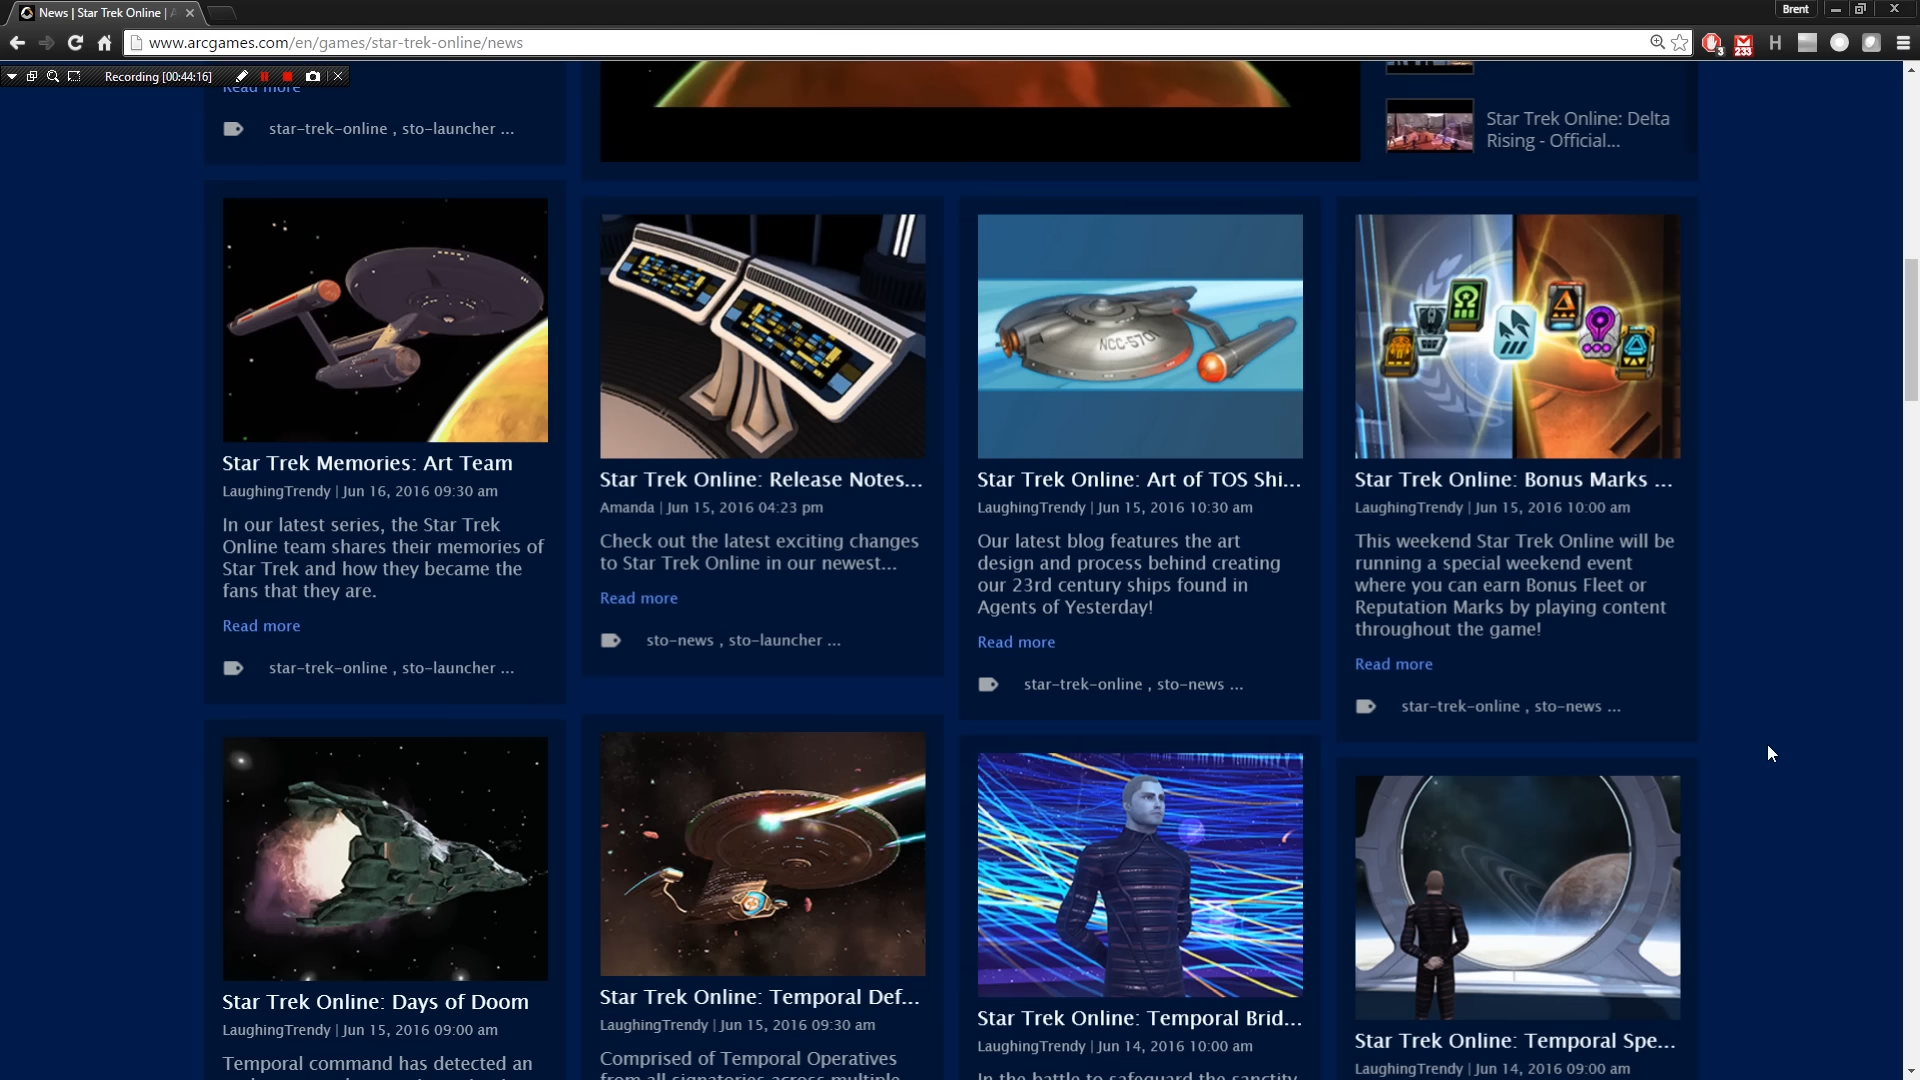 News | Star Trek Online |
Brent
www.arcgames.com/en/games/star-trek-online/news
3
233
H
Recording [00:44:16]
Read more
star-trek-online , sto-launcher ...
Star Trek Online: Delta
Rising - Official...
Star Trek Memories: Art Team
LaughingTrendy | Jun 16, 2016 09:30 am
In our latest series, the Star Trek
Online team shares their memories of
Star Trek and how they became the
fans that they are.
Read more
star-trek-online , sto-launcher ...
Star Trek Online: Release Notes...
Amanda | Jun 15, 2016 04:23 pm
Check out the latest exciting changes
to Star Trek Online in our newest...
Read more
sto-news , sto-launcher ...
NCC-5701
Star Trek Online: Art of TOS Shi...
LaughingTrendy | Jun 15, 2016 10:30 am
Our latest blog features the art
design and process behind creating
our 23rd century ships found in
Agents of Yesterday!
Read more
star-trek-online , sto-news ...
Star Trek Online: Bonus Marks ...
LaughingTrendy | Jun 15, 2016 10:00 am
This weekend Star Trek Online will be
running a special weekend event
where you can earn Bonus Fleet or
Reputation Marks by playing content
throughout the game!
Read more
star-trek-online , sto-news ...
Star Trek Online: Days of Doom
LaughingTrendy | Jun 15, 2016 09:00 am
Temporal command has detected an
Star Trek Online: Temporal Def...
LaughingTrendy | Jun 15, 2016 09:30 am
Comprised of Temporal Operatives
from all signatories across multiple
Star Trek Online: Temporal Brid...
LaughingTrendy | Jun 14, 2016 10:00 am
In the battle to safeguard the sanctity
Star Trek Online: Temporal Spe...
LaughingTrendy | Jun 14, 2016 09:00 am